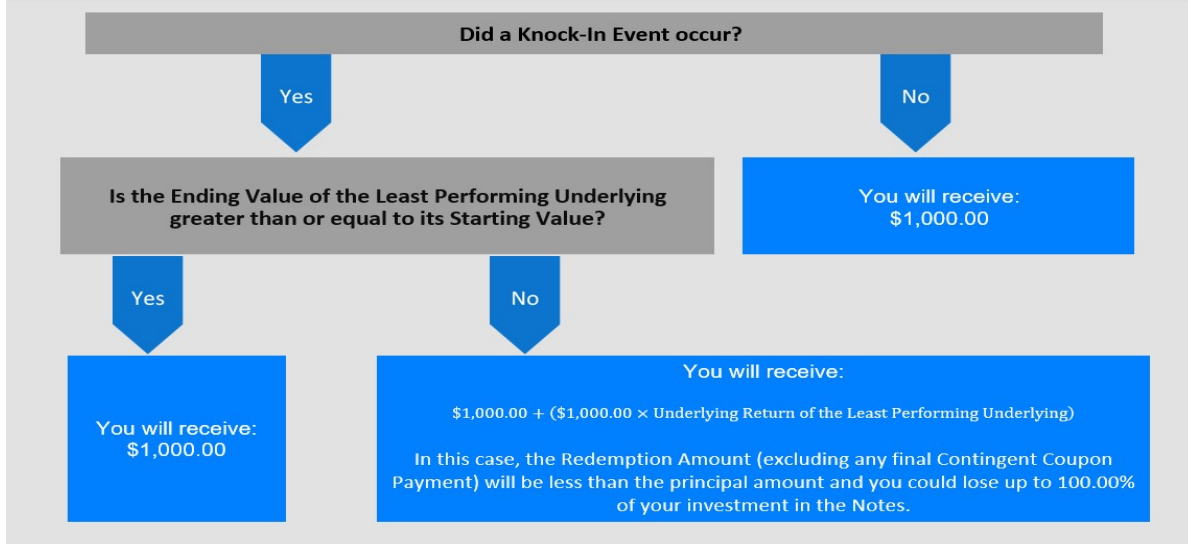 Did a Knock-In Event occur?
Yes
No
Is the Ending Value of the Least Performing Underlying
greater than or equal to its Starting Value?
You will receive:
$1,000.00
Yes
No
You will receive:
$1,000.00
You will receive:
$1,000.00 + ($1,000.00 × Underlying Return of the Least Performing Underlying)
In this case, the Redemption Amount (excluding any final Contingent Coupon
Payment) will be less than the principal amount and you could lose up to 100.00%
of your investment in the Notes.